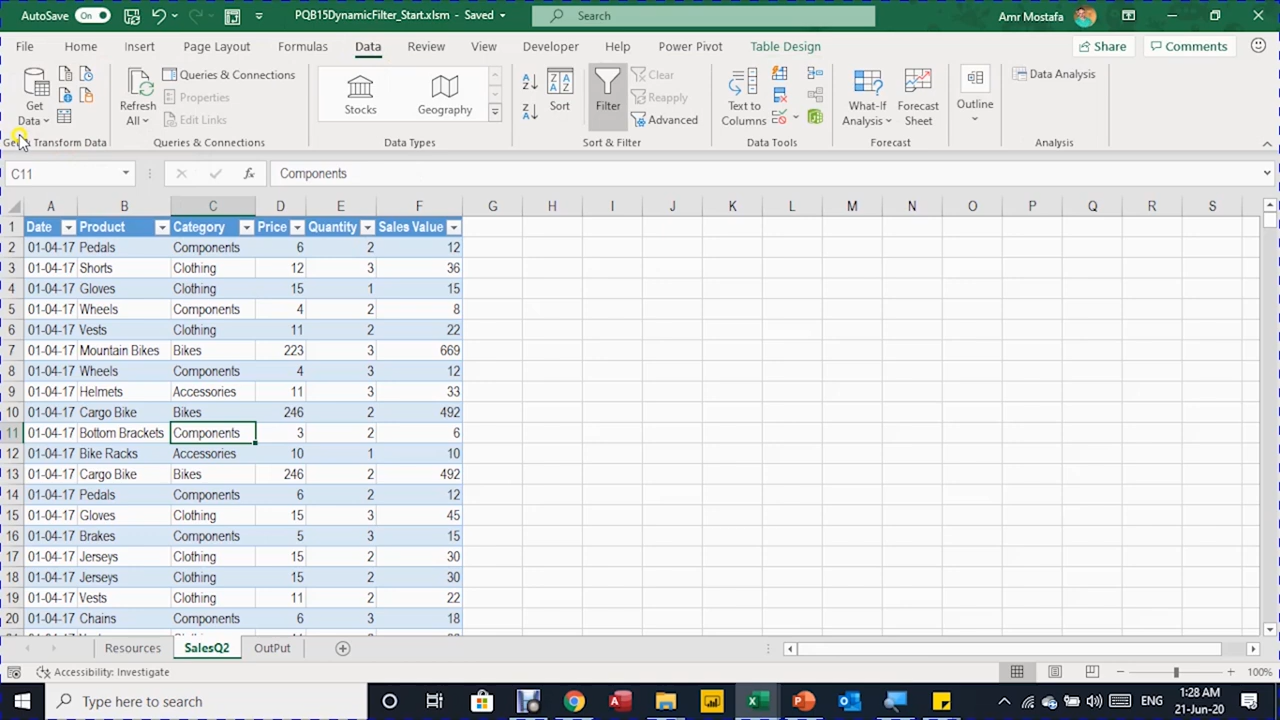 AutoSave On PQB15DynamicFilter_Start.xlsm - Saved Search Amr Mostafa
File Home Insert Page Layout Formulas Data Review View Developer Help Power Pivot Table Design Share Comments
Get Data Refresh All Queries & Connections Properties Edit Links Stocks Geography Sort Filter Clear Reapply Advanced Text to Columns What-If Analysis Forecast Sheet Outline Data Analysis
Transform Data Queries & Connections Data Types Sort & Filter Data Tools Forecast Analysis
C11 fx Components
A B C D E F G H I J K L M N O P Q R S
1 Date Product Category Price Quantity Sales Value
2 01-04-17 Pedals Components 6 2 12
3 01-04-17 Shorts Clothing 12 3 36
4 01-04-17 Gloves Clothing 15 1 15
5 01-04-17 Wheels Components 4 2 8
6 01-04-17 Vests Clothing 11 2 22
7 01-04-17 Mountain Bikes Bikes 223 3 669
8 01-04-17 Wheels Components 4 3 12
9 01-04-17 Helmets Accessories 11 3 33
10 01-04-17 Cargo Bike Bikes 246 2 492
11 01-04-17 Bottom Brackets Components 3 2 6
12 01-04-17 Bike Racks Accessories 10 1 10
13 01-04-17 Cargo Bike Bikes 246 2 492
14 01-04-17 Pedals Components 6 2 12
15 01-04-17 Gloves Clothing 15 3 45
16 01-04-17 Brakes Components 5 3 15
17 01-04-17 Jerseys Clothing 15 2 30
18 01-04-17 Jerseys Clothing 15 2 30
19 01-04-17 Vests Clothing 11 2 22
20 01-04-17 Chains Components 6 3 18
Resources SalesQ2 OutPut
Accessibility: Investigate 100%
Type here to search ENG 1:28 AM
21-Jun-20